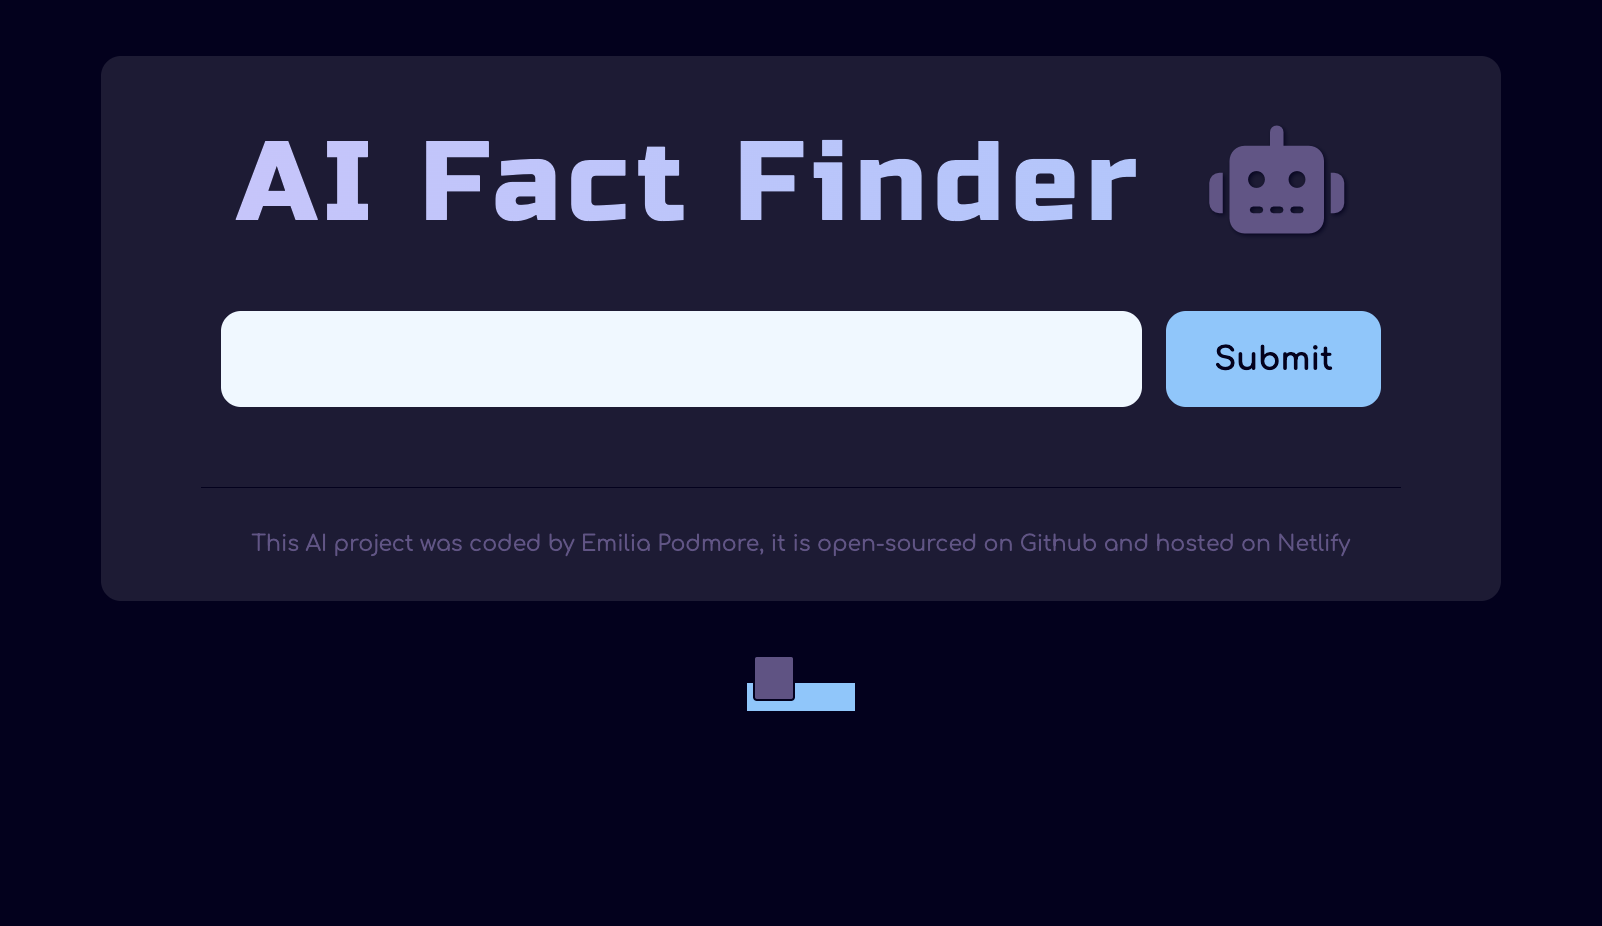 AI Fact Finder
Submit
This AI project was coded by Emilia Podmore, it is open-sourced on Github and hosted on Netlify